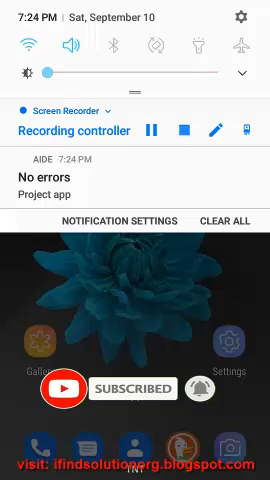 7:24 PM | Sat, September 10
Screen Recorder
Recording controller
AIDE 7:24 PM
No errors
Project app
NOTIFICATION SETTINGS CLEAR ALL
Settings
SUBSCRIBED
visit: ifindsolutionorg.blogspot.com
TNT